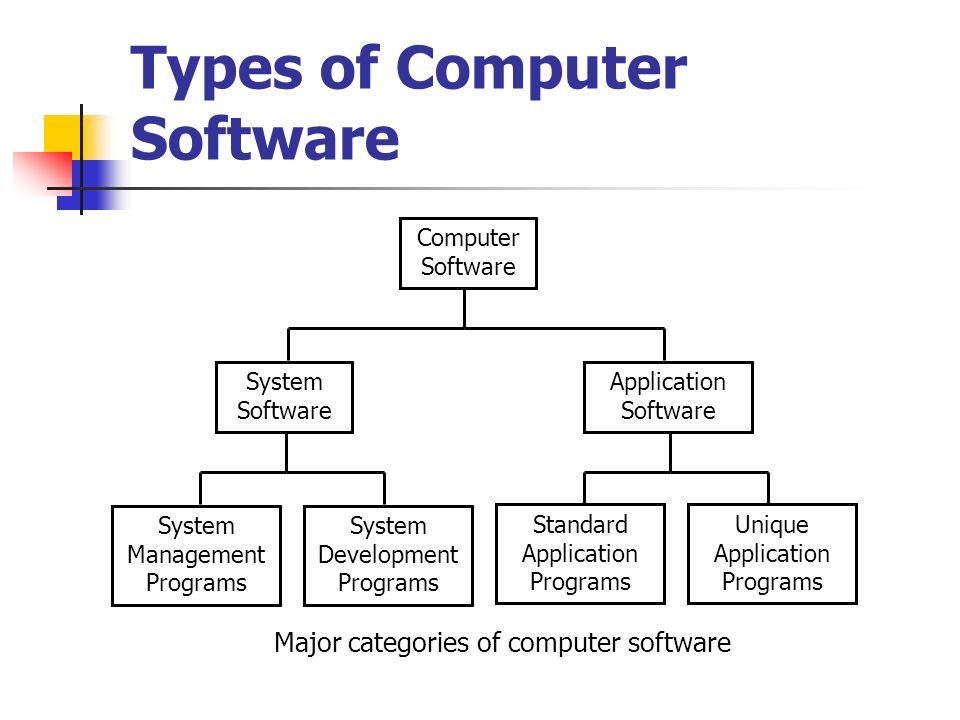 Types of Computer
Software
Computer
Software
System
Software
Application
Software
System
Management
Programs
System
Development
Programs
Standard
Application
Programs
Unique
Application
Programs
Major categories of computer software